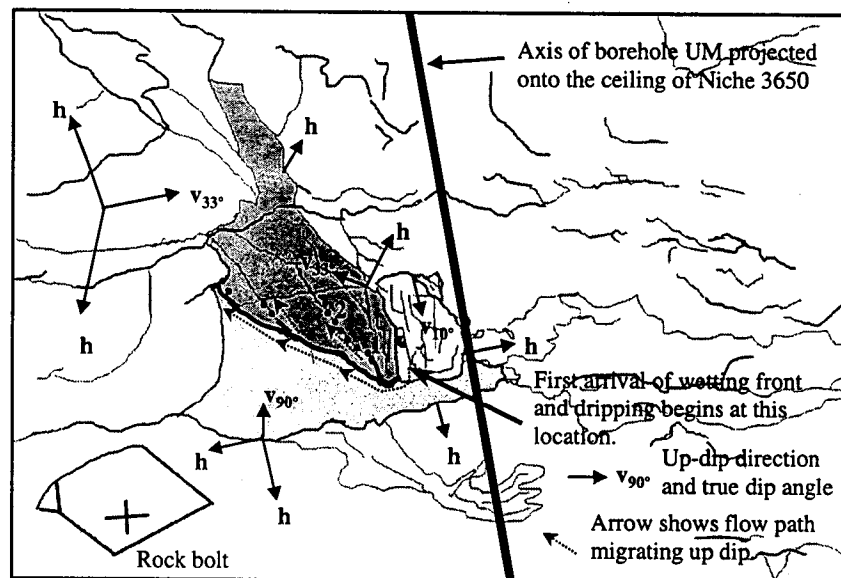 Axis of borehole UM projected
onto the ceiling of Niche 3650
h
h
v33°
h
h
v10°
h
First arrival of wetting front
and dripping begins at this
location.
v90°
h
h
h
v90°
Up-dip direction
and true dip angle
Arrow shows flow path
migrating up dip
Rock bolt